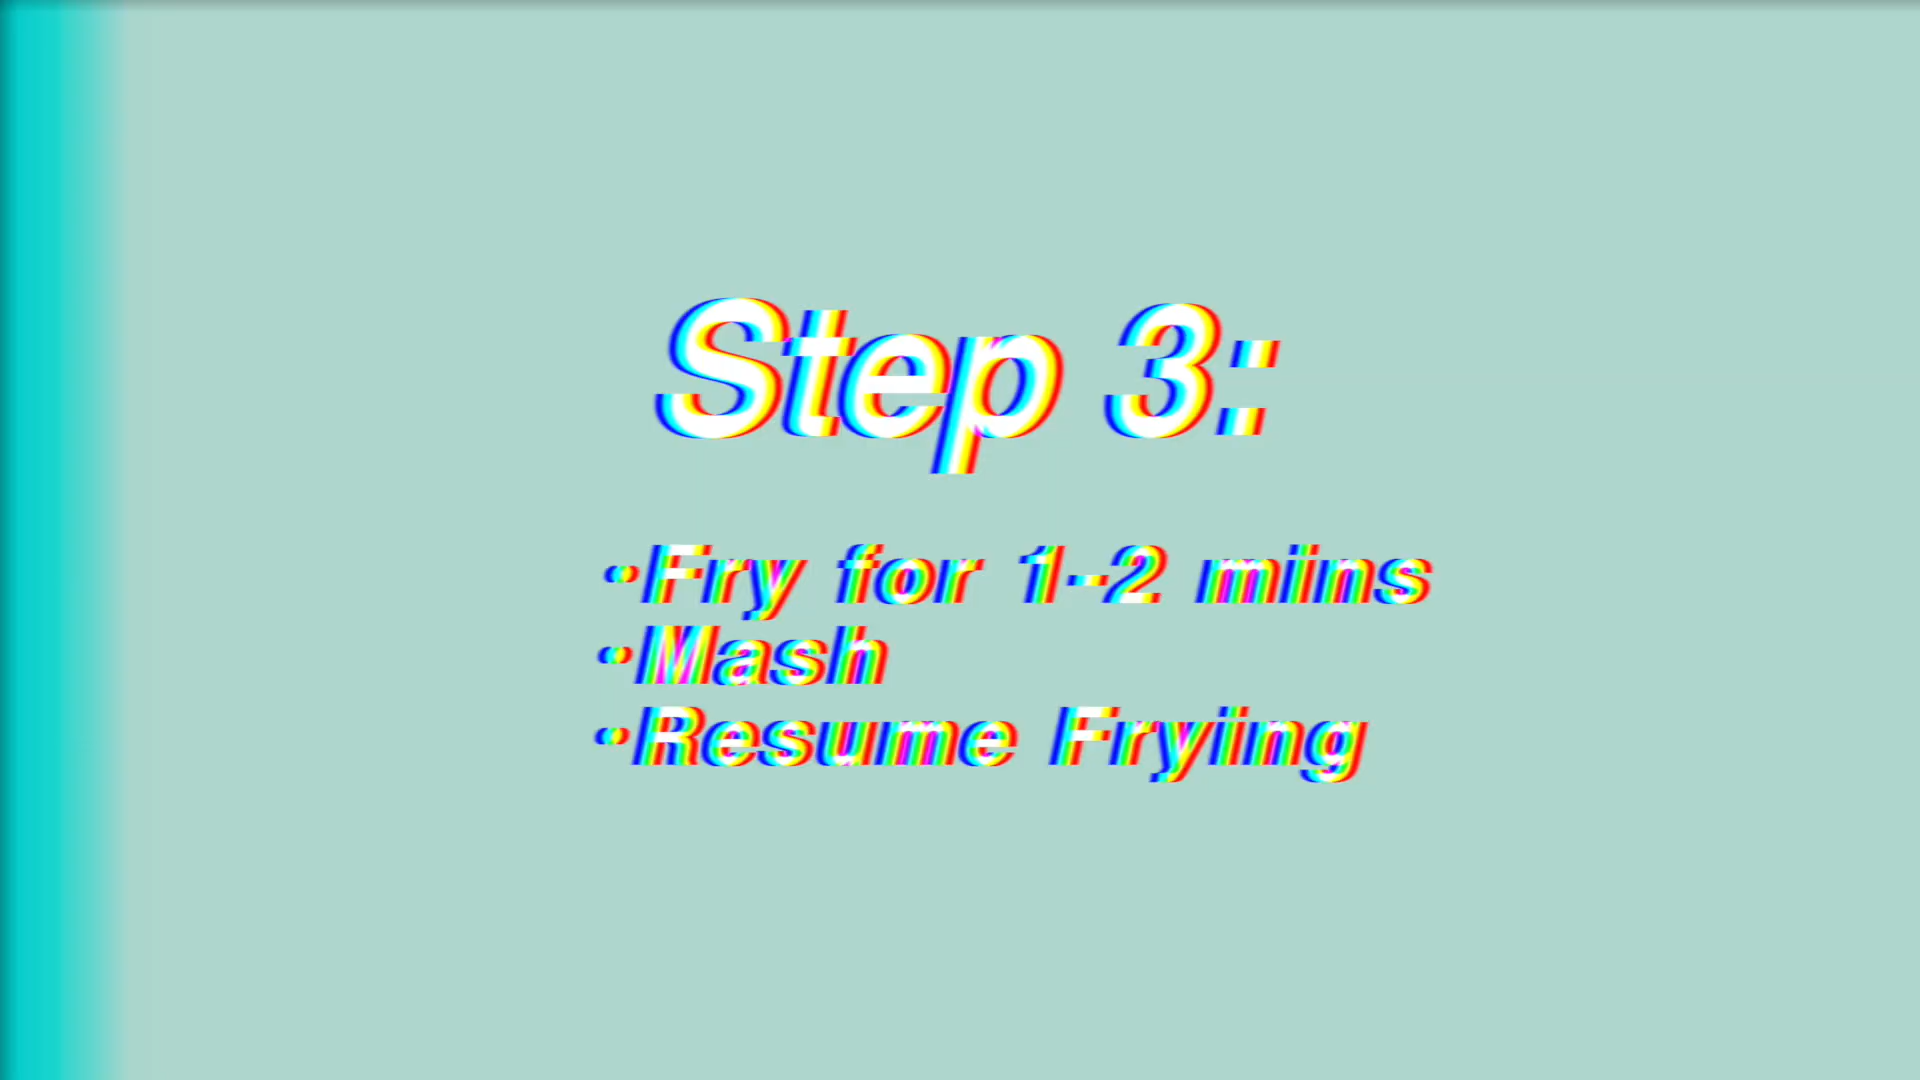 Step 3:
•Fry for 1-2 mins
•Mash
•Resume Frying